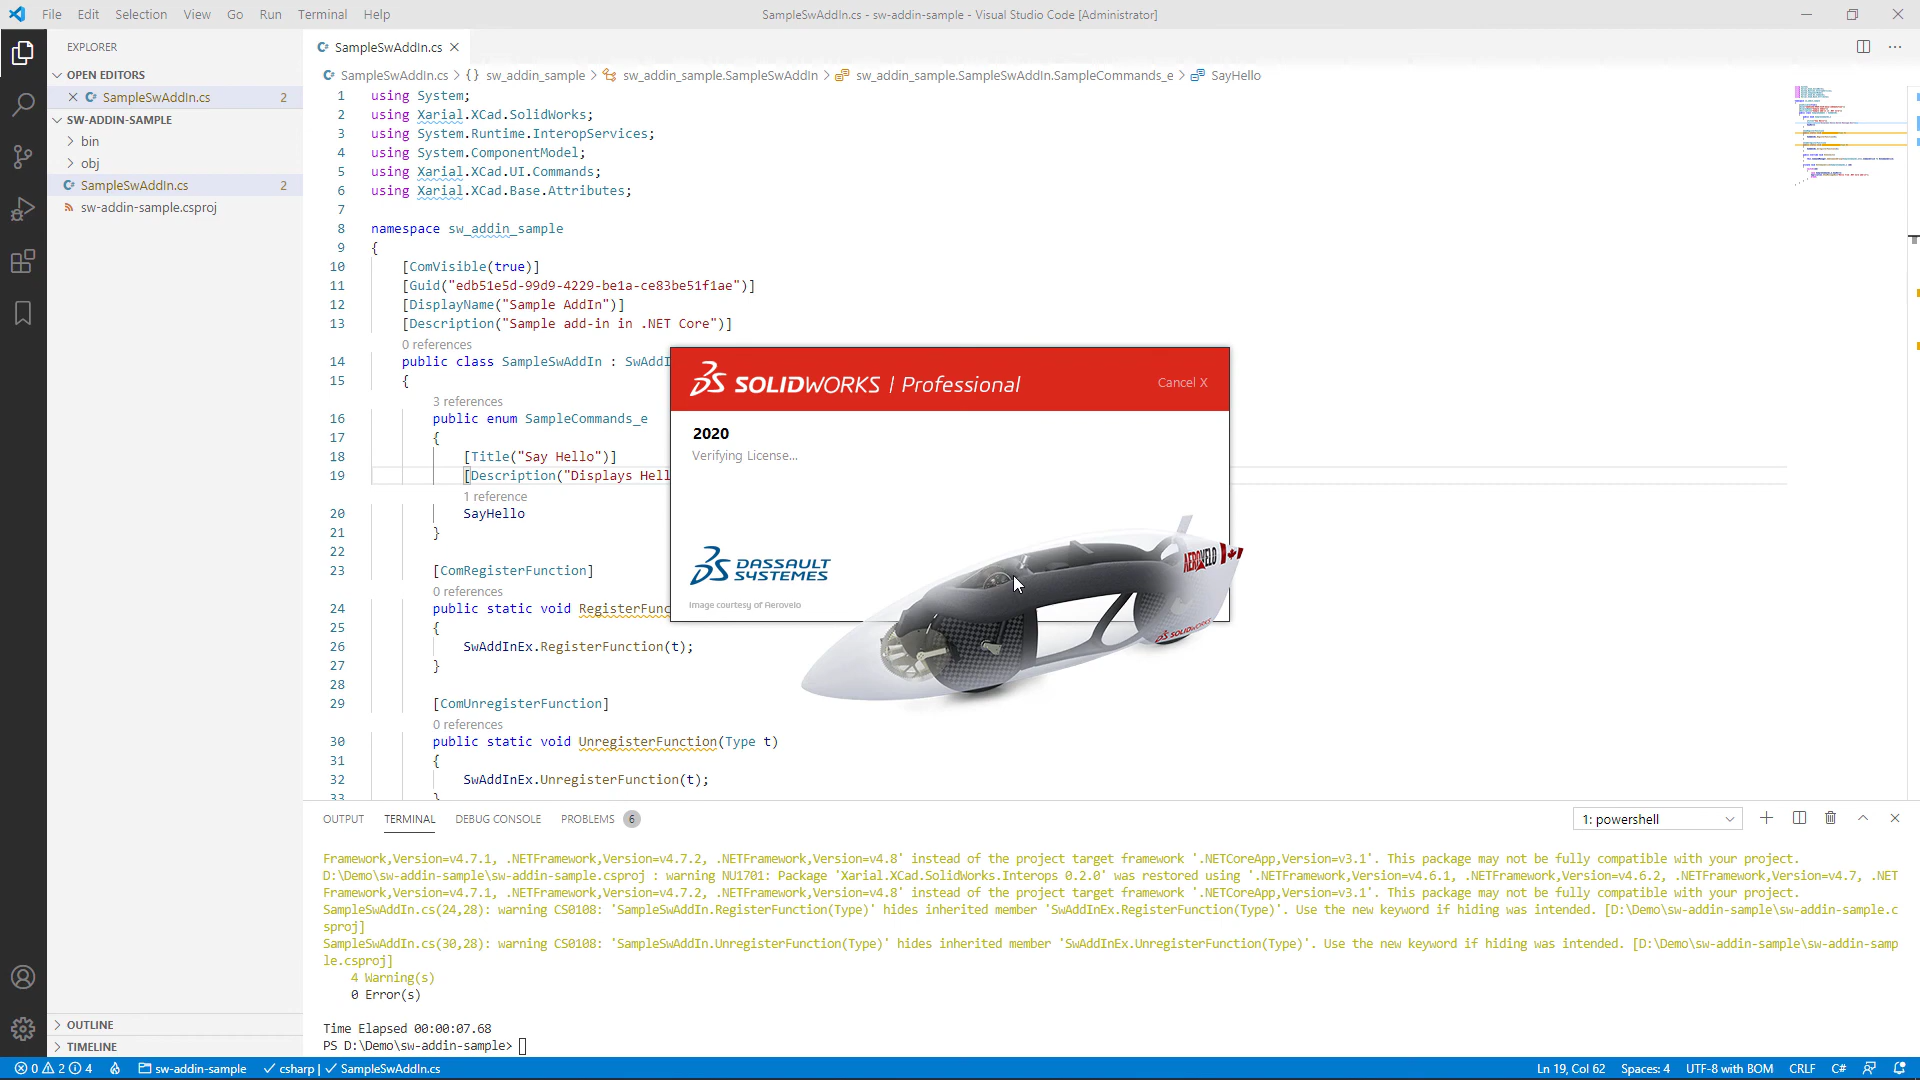 File Edit Selection View Go Run Terminal Help
SampleSwAddIn.cs - sw-addin-sample - Visual Studio Code [Administrator]
EXPLORER
OPEN EDITORS
SampleSwAddIn.cs 2
SW-ADDIN-SAMPLE
bin
obj
SampleSwAddIn.cs 2
sw-addin-sample.csproj
OUTLINE
TIMELINE
SampleSwAddIn.cs
SampleSwAddIn.cs > {} sw_addin_sample > sw_addin_sample.SampleSwAddIn > sw_addin_sample.SampleSwAddIn.SampleCommands_e > SayHello
1 using System;
2 using Xarial.XCad.SolidWorks;
3 using System.Runtime.InteropServices;
4 using System.ComponentModel;
5 using Xarial.XCad.UI.Commands;
6 using Xarial.XCad.Base.Attributes;
7
8 namespace sw_addin_sample
9 {
10 [ComVisible(true)]
11 [Guid("edb51e5d-99d9-4229-be1a-ce83be51f1ae")]
12 [DisplayName("Sample AddIn")]
13 [Description("Sample add-in in .NET Core")]
0 references
14 public class SampleSwAddIn : SwAddI
15 {
3 references
16 public enum SampleCommands_e
17 {
18 [Title("Say Hello")]
19 [Description("Displays Hell
1 reference
20 SayHello
21 }
22
23 [ComRegisterFunction]
0 references
24 public static void RegisterFunc
25 {
26 SwAddInEx.RegisterFunction(t);
27 }
28
29 [ComUnregisterFunction]
0 references
30 public static void UnregisterFunction(Type t)
31 {
32 SwAddInEx.UnregisterFunction(t);
33 }
SOLIDWORKS | Professional
Cancel X
2020
Verifying License...
DASSAULT
SYSTEMES
Image courtesy of Aerovelo
AEROVELO
SOLIDWORKS
OUTPUT TERMINAL DEBUG CONSOLE PROBLEMS 6
1: powershell
Framework,Version=v4.7.1, .NETFramework,Version=v4.7.2, .NETFramework,Version=v4.8' instead of the project target framework '.NETCoreApp,Version=v3.1'. This package may not be fully compatible with your project.
D:\Demo\sw-addin-sample\sw-addin-sample.csproj : warning NU1701: Package 'Xarial.XCad.SolidWorks.Interops 0.2.0' was restored using '.NETFramework,Version=v4.6.1, .NETFramework,Version=v4.6.2, .NETFramework,Version=v4.7, .NET
Framework,Version=v4.7.1, .NETFramework,Version=v4.7.2, .NETFramework,Version=v4.8' instead of the project target framework '.NETCoreApp,Version=v3.1'. This package may not be fully compatible with your project.
SampleSwAddIn.cs(24,28): warning CS0108: 'SampleSwAddIn.RegisterFunction(Type)' hides inherited member 'SwAddInEx.RegisterFunction(Type)'. Use the new keyword if hiding was intended. [D:\Demo\sw-addin-sample\sw-addin-sample.c
sproj]
SampleSwAddIn.cs(30,28): warning CS0108: 'SampleSwAddIn.UnregisterFunction(Type)' hides inherited member 'SwAddInEx.UnregisterFunction(Type)'. Use the new keyword if hiding was intended. [D:\Demo\sw-addin-sample\sw-addin-samp
le.csproj]
4 Warning(s)
0 Error(s)
Time Elapsed 00:00:07.68
PS D:\Demo\sw-addin-sample>
0 2 4 sw-addin-sample csharp | SampleSwAddIn.cs
Ln 19, Col 62 Spaces: 4 UTF-8 with BOM CRLF C#